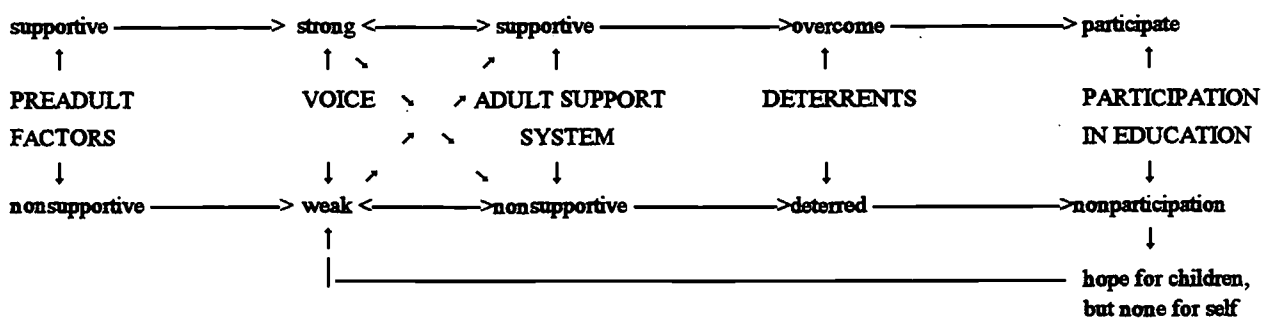 supportive strong supportive overcome participate
PREADULT VOICE ADULT SUPPORT DETERRENTS PARTICIPATION
FACTORS SYSTEM IN EDUCATION
nonsupportive weak nonsupportive deterred nonparticipation
hope for children,
but none for self